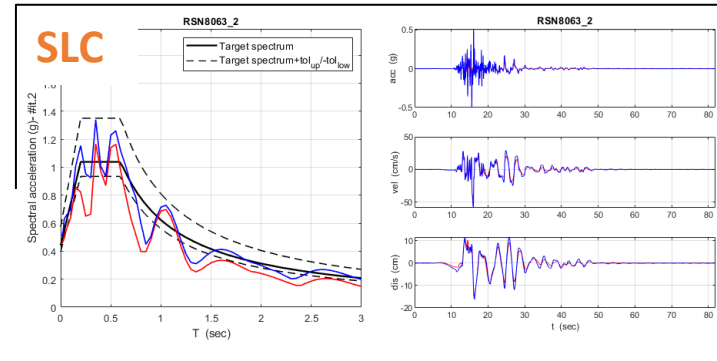 SLC
RSN8063_2
Target spectrum
Target spectrum+tol_up/-tol_low
Spectral acceleration (g)- #it.2
1.4
1.2
1
0.8
0.6
0.4
0.2
0
0 0.5 1 1.5 2 2.5 3
T (sec)
RSN8063_2
acc (g)
0.5
0
-0.5
0 10 20 30 40 50 60 70 80
vel (cm/s)
50
0
-50
0 10 20 30 40 50 60 70 80
dis (cm)
10
0
-10
-20
0 10 20 30 40 50 60 70 80
t (sec)